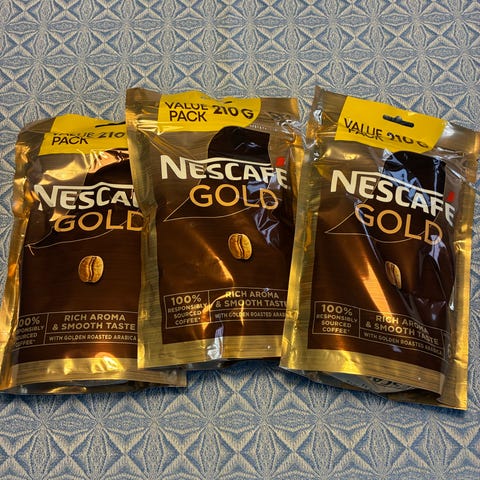 VALUE 210
PACK
NESCAFÉ
GOLD
100%
RESPONSIBLY
SOURCED
COFFEE*
RICH AROMA
& SMOOTH TASTE
WITH GOLDEN ROASTED ARABICA
VALUE 210 G
PACK
NESCAFÉ
GOLD
100%
RESPONSIBLY
SOURCED
COFFEE*
RICH AROMA
& SMOOTH TASTE
WITH GOLDEN ROASTED ARABICA
VALUE 210 G
NESCAFÉ
GOLD
100%
RESPONSIBLY
SOURCED
COFFEE*
RICH AROMA
& SMOOTH TASTE
WITH GOLDEN ROASTED ARABICA